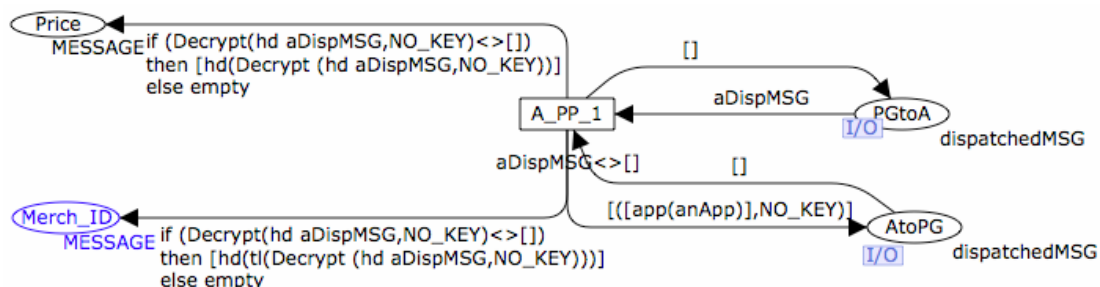 Price
MESSAGE
if (Decrypt(hd aDispMSG,NO_KEY)<>[])
then [hd(Decrypt (hd aDispMSG,NO_KEY))]
else empty
[]
aDispMSG
A_PP_1
PGtoA
I/O
dispatchedMSG
aDispMSG<>[]
[]
[([app(anApp)],NO_KEY)]
AtoPG
I/O
dispatchedMSG
Merch_ID
MESSAGE
if (Decrypt(hd aDispMSG,NO_KEY)<>[])
then [hd(tl(Decrypt (hd aDispMSG,NO_KEY)))]
else empty